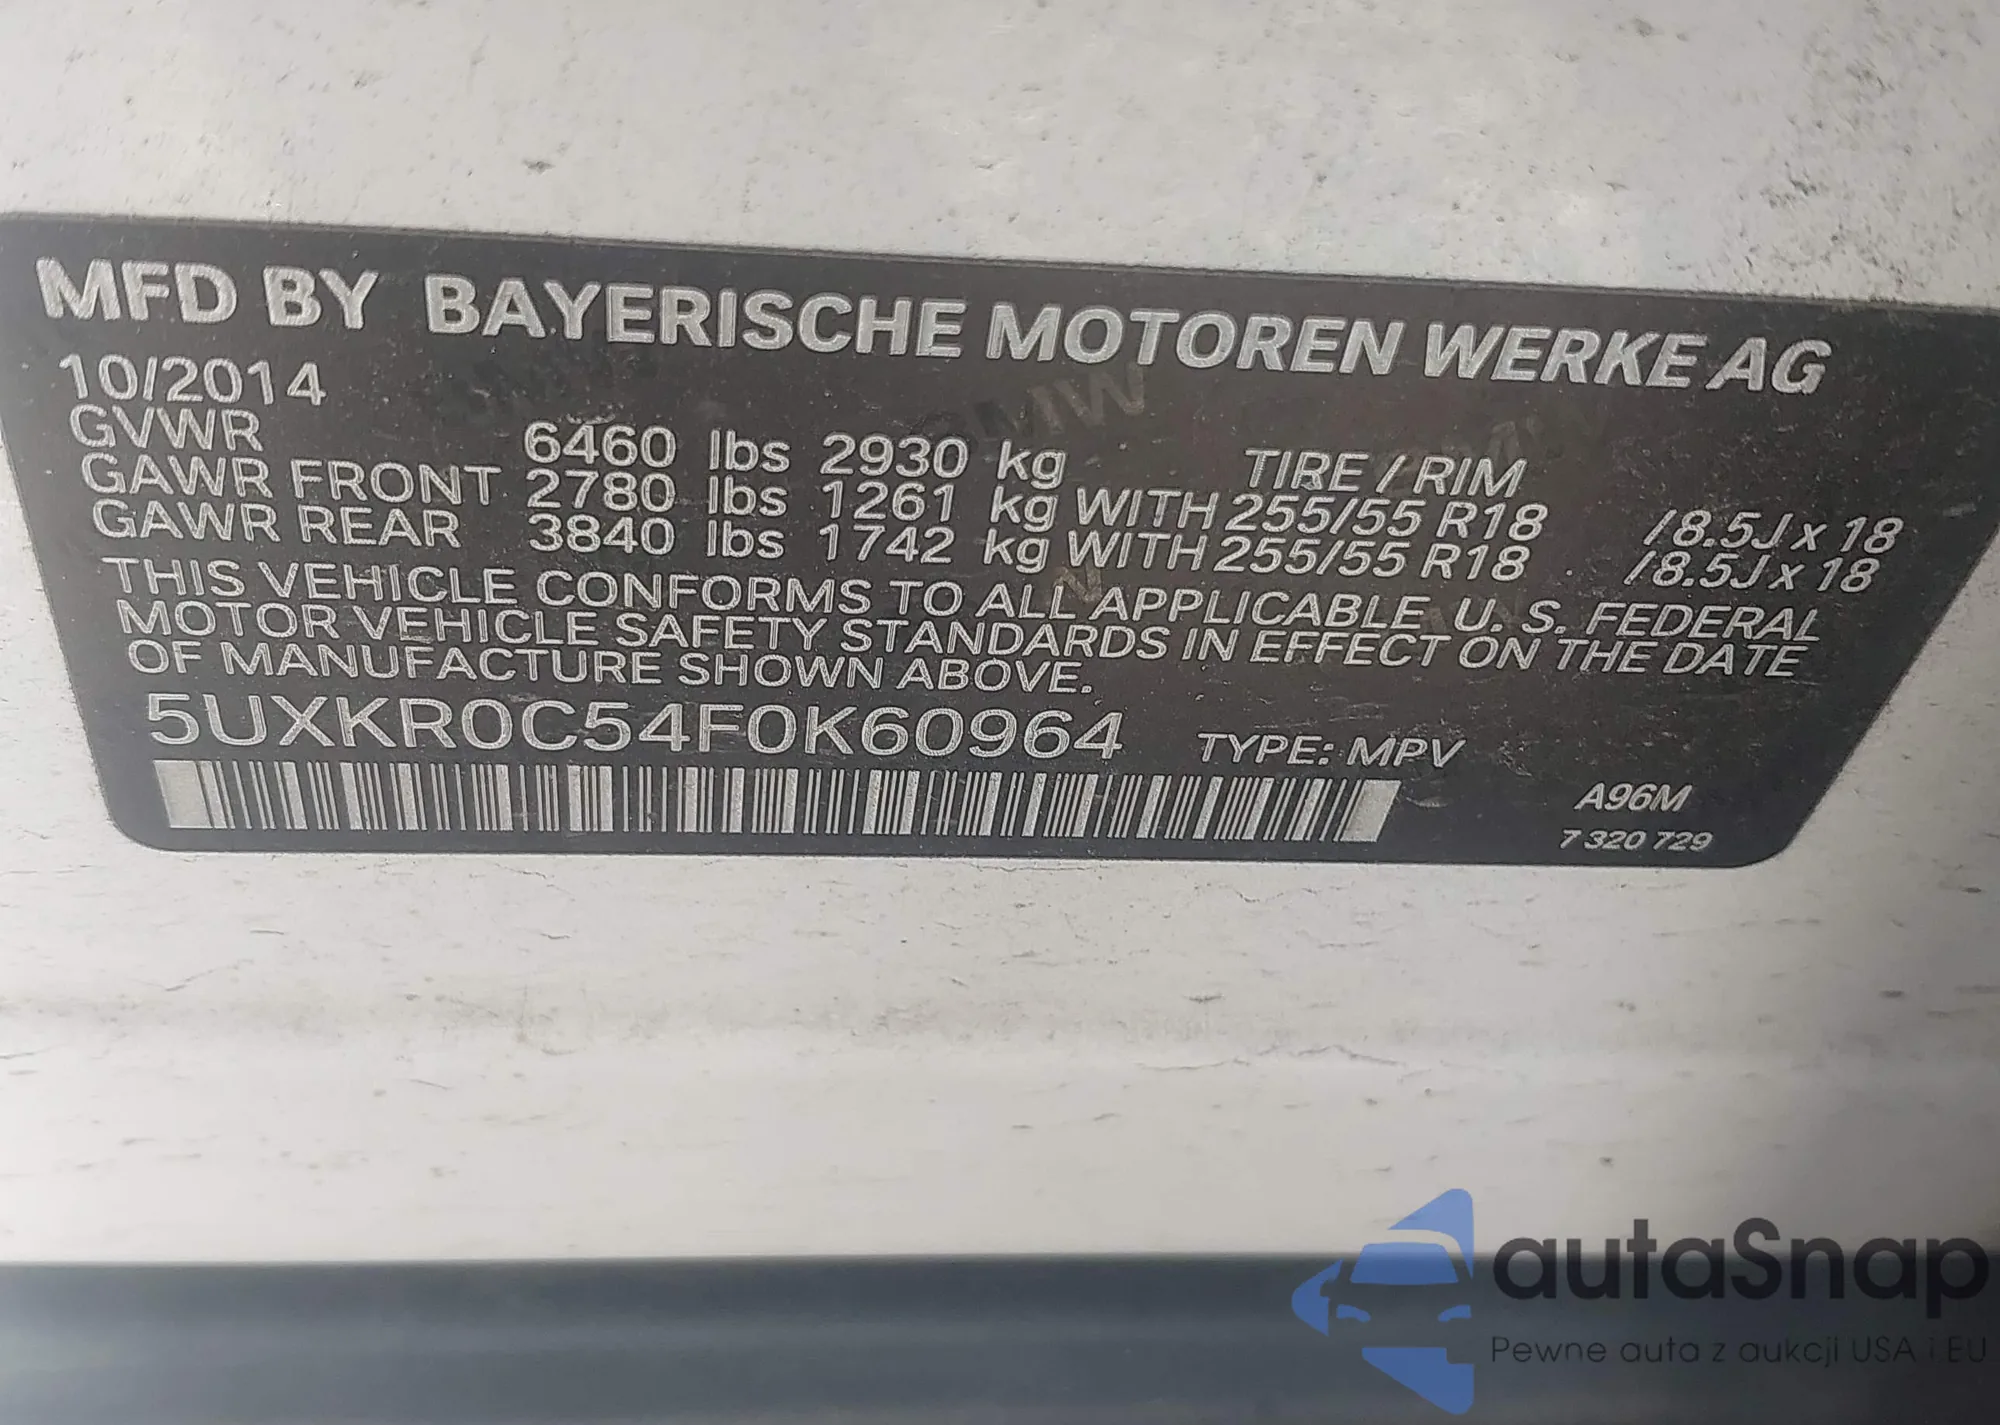 MFD BY BAYERISCHE MOTOREN WERKE AG
10/2014
GVWR 6460 lbs 2930 kg TIRE / RIM
GAWR FRONT 2780 lbs 1261 kg WITH 255/55 R18 /8.5J x 18
GAWR REAR 3840 lbs 1742 kg WITH 255/55 R18 /8.5J x 18
THIS VEHICLE CONFORMS TO ALL APPLICABLE U. S. FEDERAL
MOTOR VEHICLE SAFETY STANDARDS IN EFFECT ON THE DATE
OF MANUFACTURE SHOWN ABOVE.
5UXKR0C54F0K60964 TYPE: MPV
A96M
7 320 729
autaSnap
Pewne auta z aukcji USA i EU